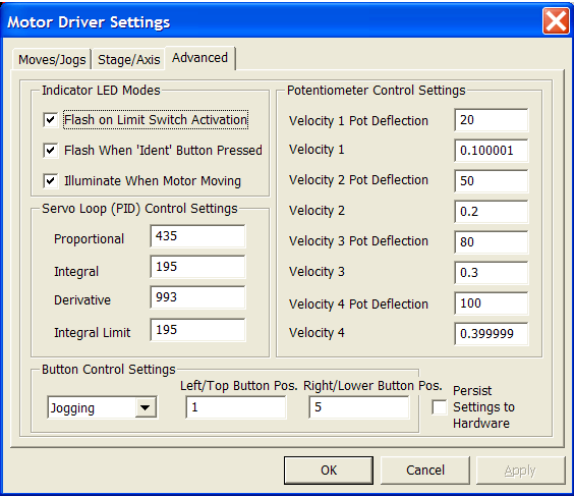 Motor Driver Settings
Moves/Jogs Stage/Axis Advanced
Indicator LED Modes
Flash on Limit Switch Activation
Flash When 'Ident' Button Pressed
Illuminate When Motor Moving
Servo Loop (PID) Control Settings
Proportional 435
Integral 195
Derivative 993
Integral Limit 195
Potentiometer Control Settings
Velocity 1 Pot Deflection 20
Velocity 1 0.100001
Velocity 2 Pot Deflection 50
Velocity 2 0.2
Velocity 3 Pot Deflection 80
Velocity 3 0.3
Velocity 4 Pot Deflection 100
Velocity 4 0.399999
Button Control Settings
Left/Top Button Pos. Right/Lower Button Pos.
Jogging 1 5
Persist
Settings to
Hardware
OK Cancel Apply